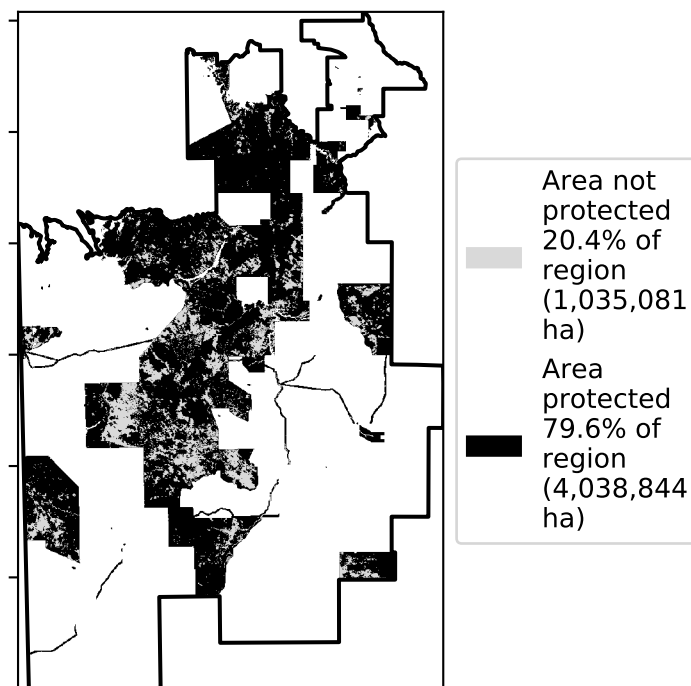 Area not
protected
20.4% of
region
(1,035,081
ha)
Area
protected
79.6% of
region
(4,038,844
ha)